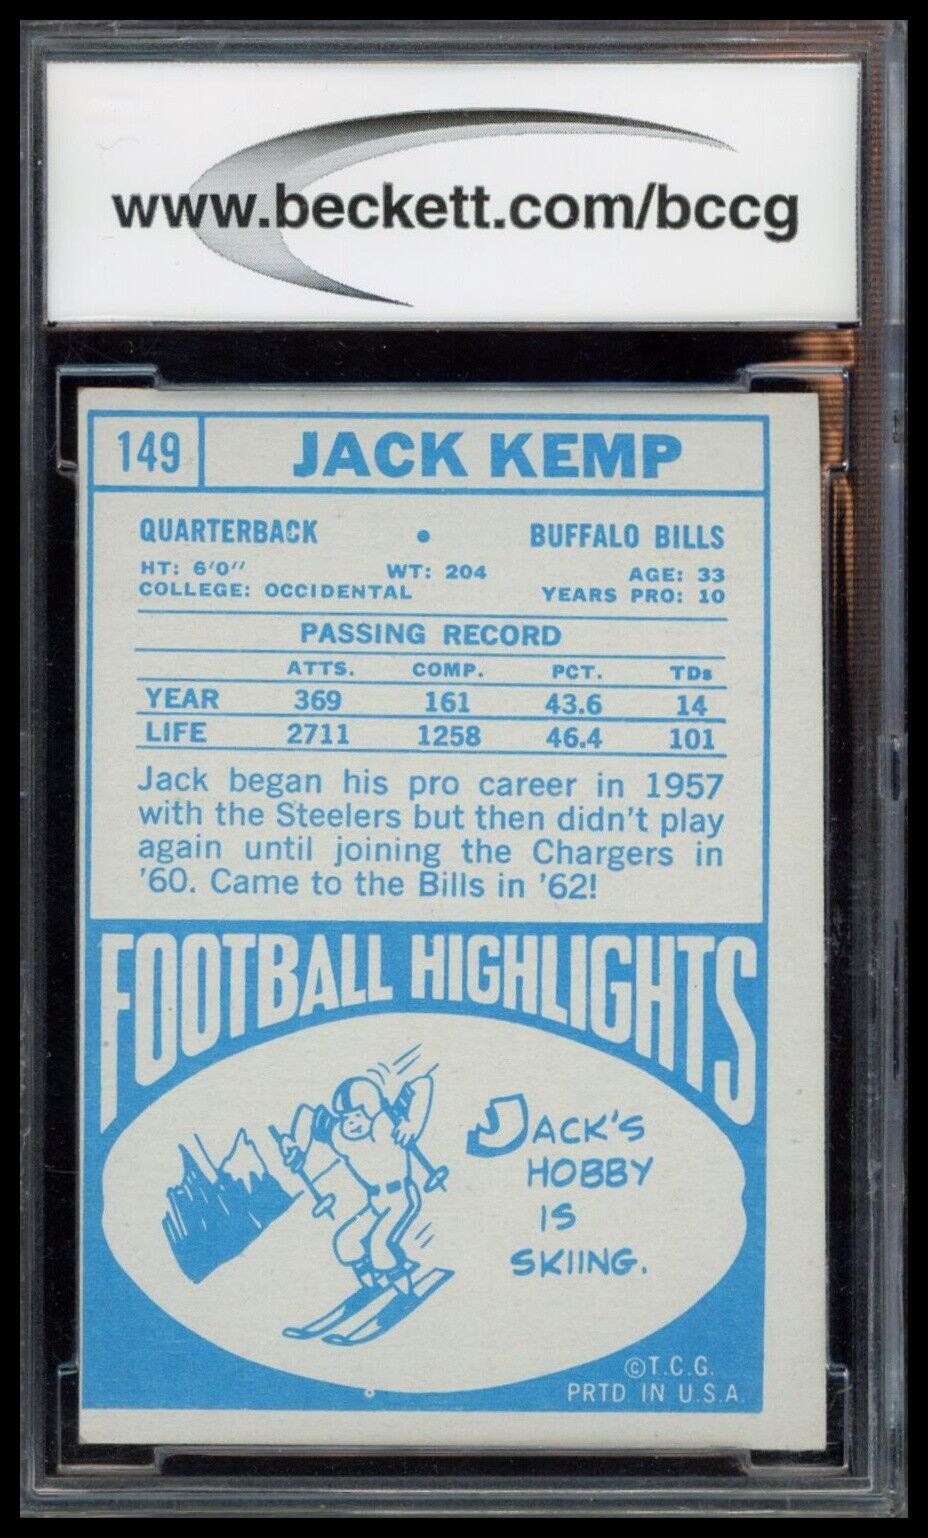 www.beckett.com/bccg
149 JACK KEMP
QUARTERBACK • BUFFALO BILLS
HT: 6'0" WT: 204 AGE: 33
COLLEGE: OCCIDENTAL YEARS PRO: 10
PASSING RECORD
ATTS. COMP. PCT. TDs
YEAR 369 161 43.6 14
LIFE 2711 1258 46.4 101
Jack began his pro career in 1957
with the Steelers but then didn't play
again until joining the Chargers in
'60. Came to the Bills in '62!
FOOTBALL HIGHLIGHTS
JACK'S
HOBBY
IS
SKIING.
©T.C.G.
PRTD. IN U.S.A.